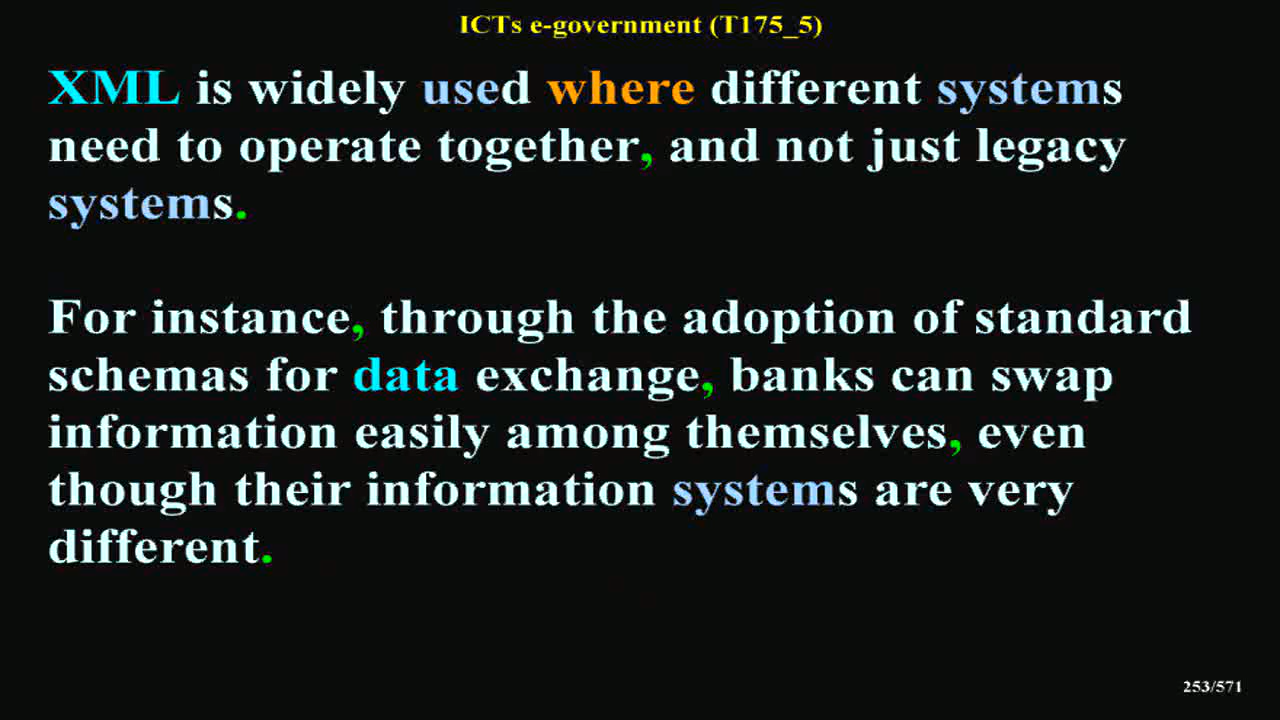 ICTs e-government (T175_5)
XML is widely used where different systems
need to operate together, and not just legacy
systems.
For instance, through the adoption of standard
schemas for data exchange, banks can swap
information easily among themselves, even
though their information systems are very
different.
253/571